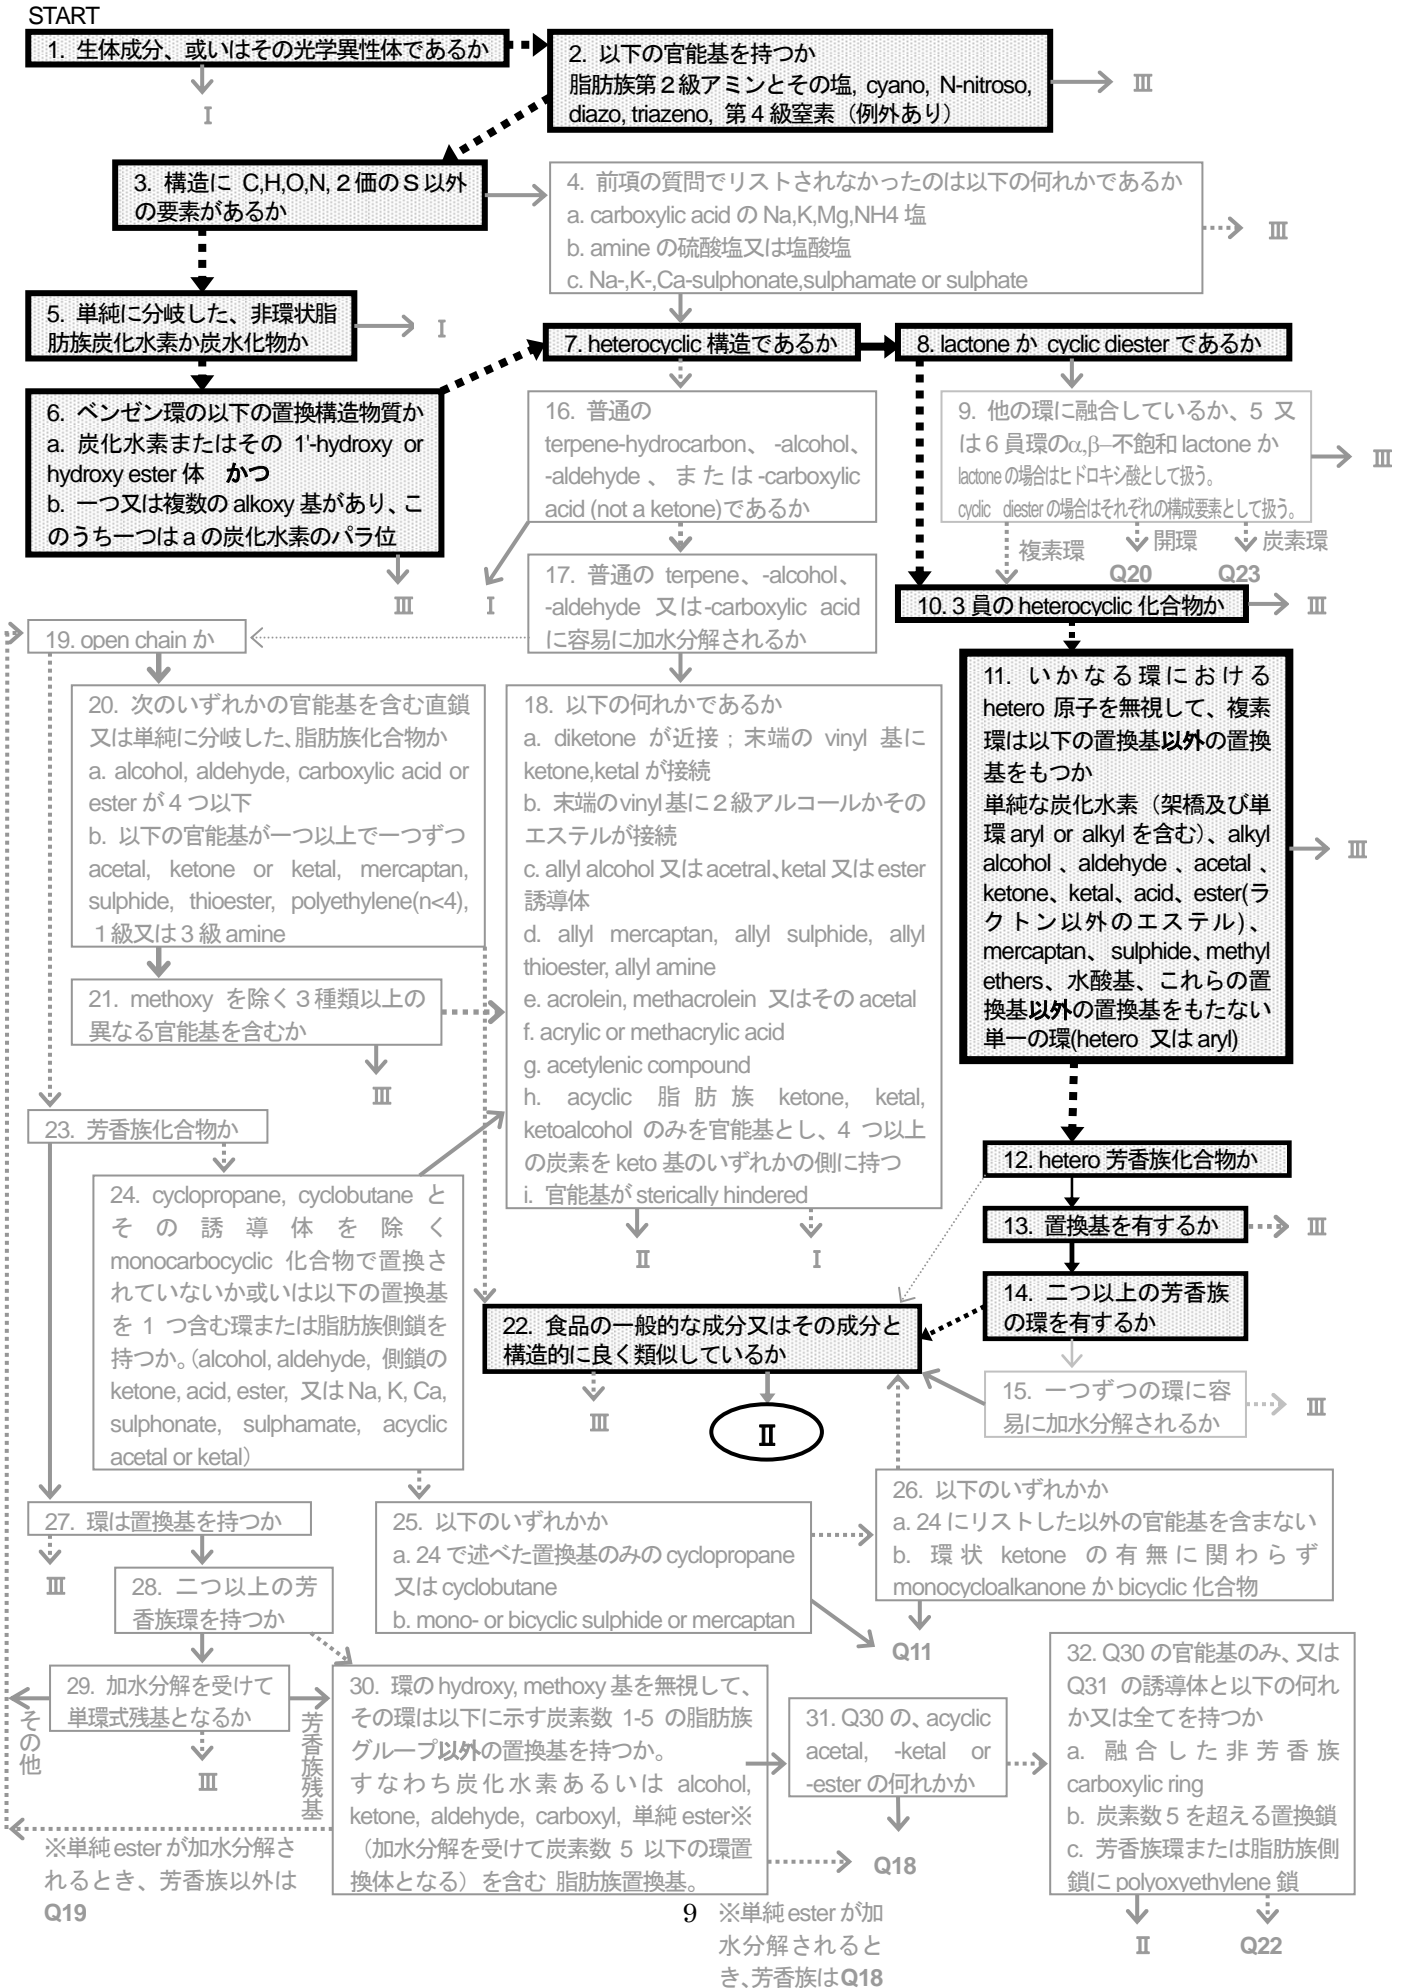 START
1. 生体成分、或いはその光学異性体であるか
I
2. 以下の官能基を持つか
脂肪族第２級アミンとその塩, cyano, N-nitroso,
diazo, triazeno, 第４級窒素（例外あり）
Ⅲ
3. 構造に C,H,O,N,２価のＳ以外
の要素があるか
4. 前項の質問でリストされなかったのは以下の何れかであるか
a. carboxylic acid の Na,K,Mg,NH4 塩
b. amine の硫酸塩又は塩酸塩
c. Na-,K-,Ca-sulphonate,sulphamate or sulphate
Ⅲ
5. 単純に分岐した、非環状脂
肪族炭化水素か炭水化物か
I
6. ベンゼン環の以下の置換構造物質か
a. 炭化水素またはその 1'-hydroxy or
hydroxy ester 体　かつ
b. 一つ又は複数の alkoxy 基があり、こ
のうち一つはａの炭化水素のパラ位
Ⅲ
7. heterocyclic 構造であるか
8. lactone か cyclic diester であるか
9. 他の環に融合しているか、5 又
は 6 員環のα,β–不飽和 lactone か
lactone の場合はヒドロキシ酸として扱う。
cyclic diester の場合はそれぞれの構成要素として扱う。
Ⅲ
複素環
開環
炭素環
Q20
Q23
10. 3 員の heterocyclic 化合物か
Ⅲ
16. 普通の
terpene-hydrocarbon、 -alcohol、
-aldehyde 、または-carboxylic
acid (not a ketone)であるか
I
17. 普通の terpene、-alcohol、
-aldehyde 又は-carboxylic acid
に容易に加水分解されるか
19. open chain か
20. 次のいずれかの官能基を含む直鎖
又は単純に分岐した、脂肪族化合物か
a. alcohol, aldehyde, carboxylic acid or
ester が４つ以下
b. 以下の官能基が一つ以上で一つずつ
acetal, ketone or ketal, mercaptan,
sulphide, thioester, polyethylene(n<4),
１級又は３級 amine
21. methoxy を除く３種類以上の
異なる官能基を含むか
Ⅲ
18. 以下の何れかであるか
a. diketone が近接；末端の vinyl 基に
ketone,ketal が接続
b. 末端の vinyl 基に２級アルコールかその
エステルが接続
c. allyl alcohol 又は acetral、ketal 又は ester
誘導体
d. allyl mercaptan, allyl sulphide, allyl
thioester, allyl amine
e. acrolein, methacrolein 又はその acetal
f. acrylic or methacrylic acid
g. acetylenic compound
h. acyclic 脂肪族 ketone, ketal,
ketoalcohol のみを官能基とし、4 つ以上
の炭素を keto 基のいずれかの側に持つ
i. 官能基が sterically hindered
Ⅱ
I
11. いかなる環における
hetero 原子を無視して、複素
環は以下の置換基以外の置換
基をもつか
単純な炭化水素（架橋及び単
環 aryl or alkyl を含む）、alkyl
alcohol 、aldehyde 、acetal 、
ketone、ketal、acid、ester(ラ
クトン以外のエステル)、
mercaptan、 sulphide、methyl
ethers、水酸基、これらの置
換基以外の置換基をもたない
単一の環(hetero 又は aryl)
Ⅲ
12. hetero 芳香族化合物か
13. 置換基を有するか
Ⅲ
14. 二つ以上の芳香族
の環を有するか
15. 一つずつの環に容
易に加水分解されるか
Ⅲ
22. 食品の一般的な成分又はその成分と
構造的に良く類似しているか
Ⅲ
Ⅱ
23. 芳香族化合物か
24. cyclopropane, cyclobutane と
その誘導体を除く
monocarbocyclic 化合物で置換さ
れていないか或いは以下の置換基
を 1 つ含む環または脂肪族側鎖を
持つか。（alcohol, aldehyde, 側鎖の
ketone, acid, ester, 又は Na, K, Ca,
sulphonate, sulphamate, acyclic
acetal or ketal）
25. 以下のいずれかか
a. 24 で述べた置換基のみの cyclopropane
又は cyclobutane
b. mono- or bicyclic sulphide or mercaptan
26. 以下のいずれかか
a. 24 にリストした以外の官能基を含まない
b. 環状 ketone の有無に関わらず
monocycloalkanone か bicyclic 化合物
Q11
27. 環は置換基を持つか
Ⅲ
28. 二つ以上の芳
香族環を持つか
29. 加水分解を受けて
単環式残基となるか
その他
芳香族残基
Ⅲ
30. 環の hydroxy, methoxy 基を無視して、
その環は以下に示す炭素数 1-5 の脂肪族
グループ以外の置換基を持つか。
すなわち炭化水素あるいは alcohol,
ketone, aldehyde, carboxyl, 単純 ester※
（加水分解を受けて炭素数 5 以下の環置
換体となる）を含む 脂肪族置換基。
※単純 ester が加水分解さ
れるとき、芳香族以外は
Q19
31. Q30 の、acyclic
acetal, -ketal or
-ester の何れかか
Q18
32. Q30 の官能基のみ、又は
Q31 の誘導体と以下の何れ
か又は全てを持つか
a. 融合した非芳香族
carboxylic ring
b. 炭素数 5 を超える置換鎖
c. 芳香族環または脂肪族側
鎖に polyoxyethylene 鎖
Ⅱ
Q22
9
※単純 ester が加
水分解されると
き、芳香族は Q18